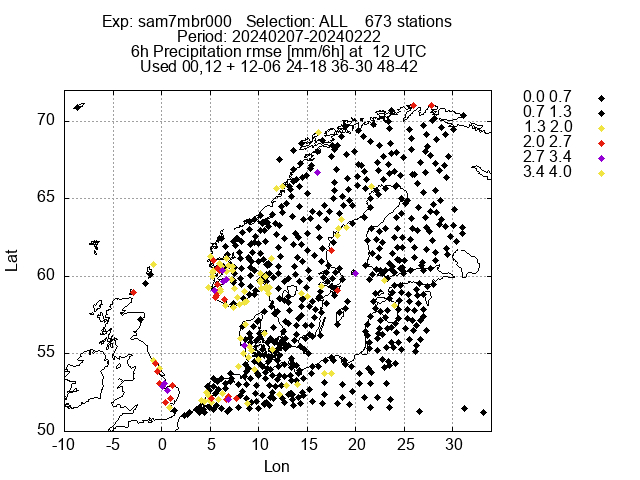 Exp: sam7mbr000 Selection: ALL 673 stations
Period: 20240207-20240222
6h Precipitation rmse [mm/6h] at 12 UTC
Used 00,12 + 12-06 24-18 36-30 48-42
0.0 0.7
0.7 1.3
1.3 2.0
2.0 2.7
2.7 3.4
3.4 4.0
70
65
60
55
50
Lat
-10 -5 0 5 10 15 20 25 30
Lon